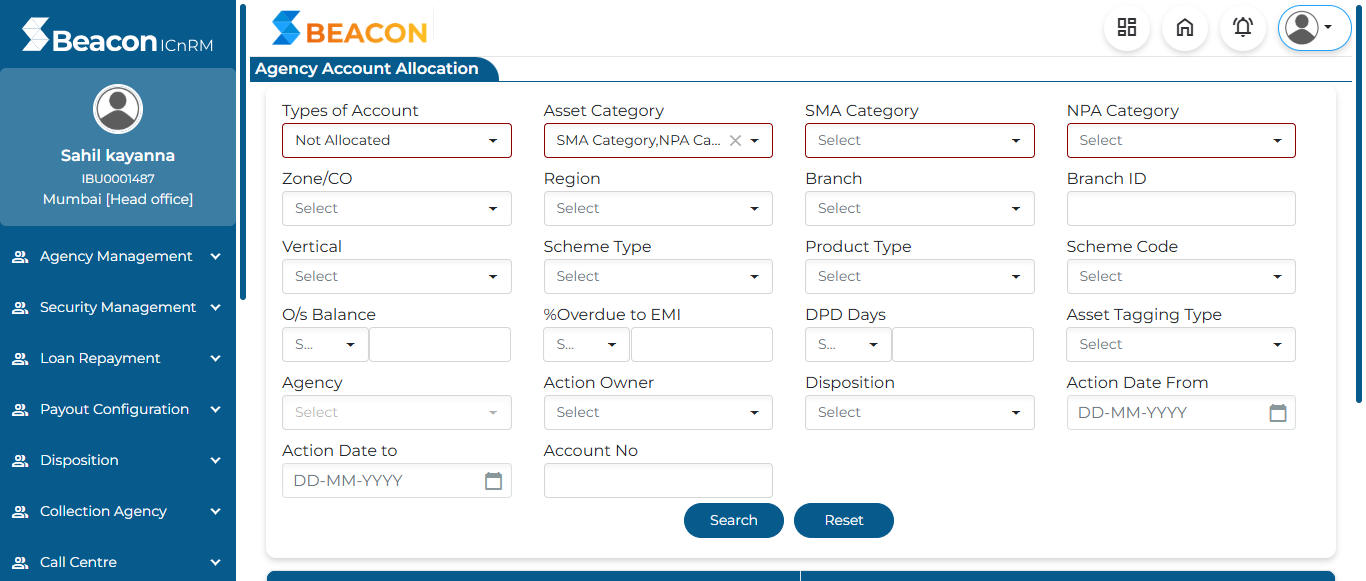 Beacon ICnRM
BEACON
Agency Account Allocation
Sahil kayanna
IBU0001487
Mumbai [Head office]
Agency Management
Security Management
Loan Repayment
Payout Configuration
Disposition
Collection Agency
Call Centre
Types of Account Asset Category SMA Category NPA Category
Not Allocated SMA Category,NPA Ca... Select Select
Zone/CO Region Branch Branch ID
Select Select Select
Vertical Scheme Type Product Type Scheme Code
Select Select Select Select
O/s Balance %Overdue to EMI DPD Days Asset Tagging Type
S... S... S... Select
Agency Action Owner Disposition Action Date From
Select Select Select DD-MM-YYYY
Action Date to Account No
DD-MM-YYYY
Search Reset